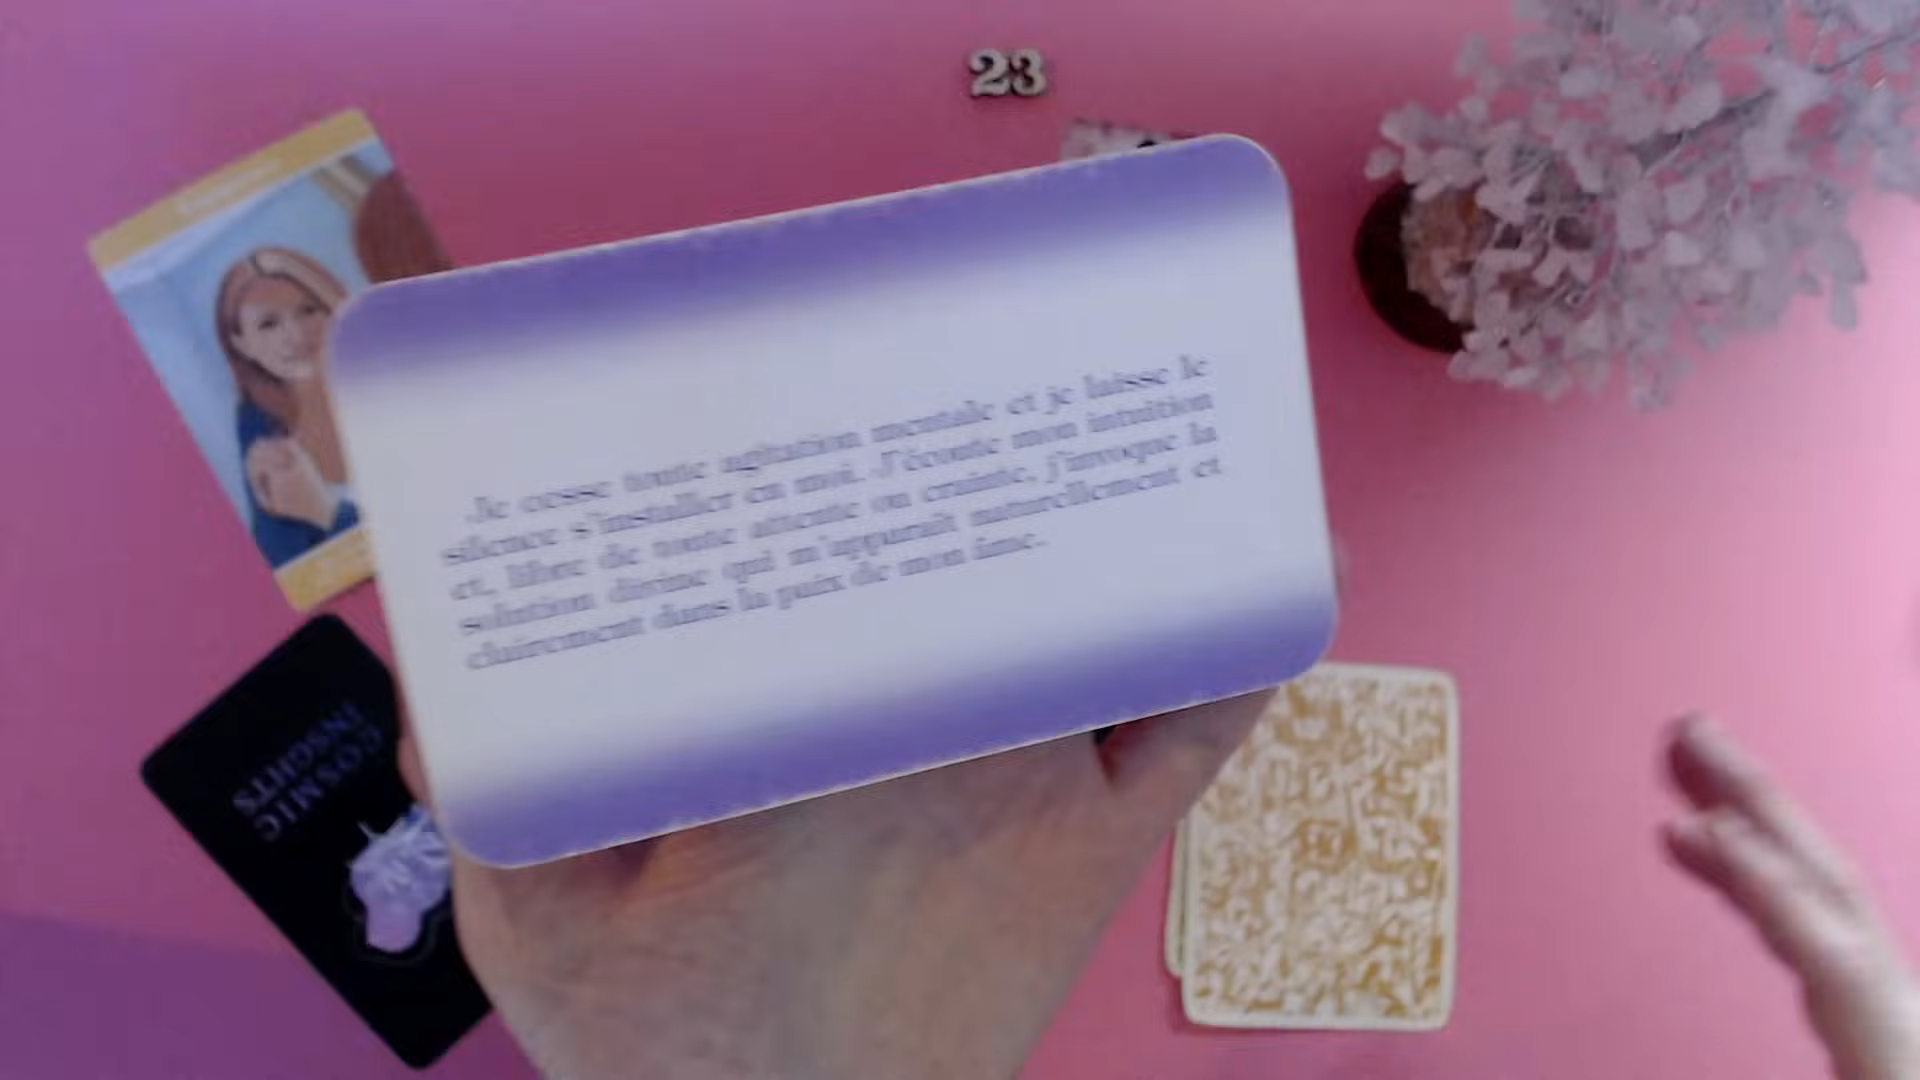 23
Je cesse toute agitation mentale et je laisse le
silence s'installer en moi. J'écoute mon intuition
et, libre de toute attente ou crainte, j'invoque la
solution divine qui m'apparaît naturellement et
clairement dans la paix de mon âme.
COSMIC
INSIGHTS